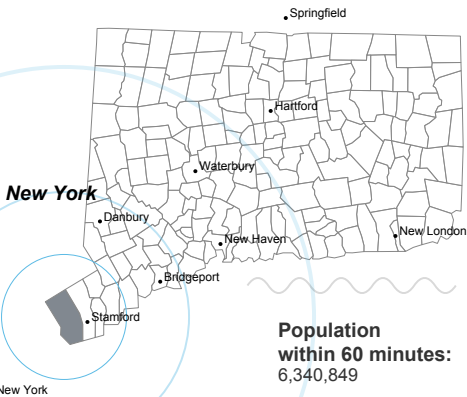 Springfield
Hartford
Waterbury
New York
Danbury
New Haven
New London
Bridgeport
Stamford
Population
within 60 minutes:
6,340,849
New York